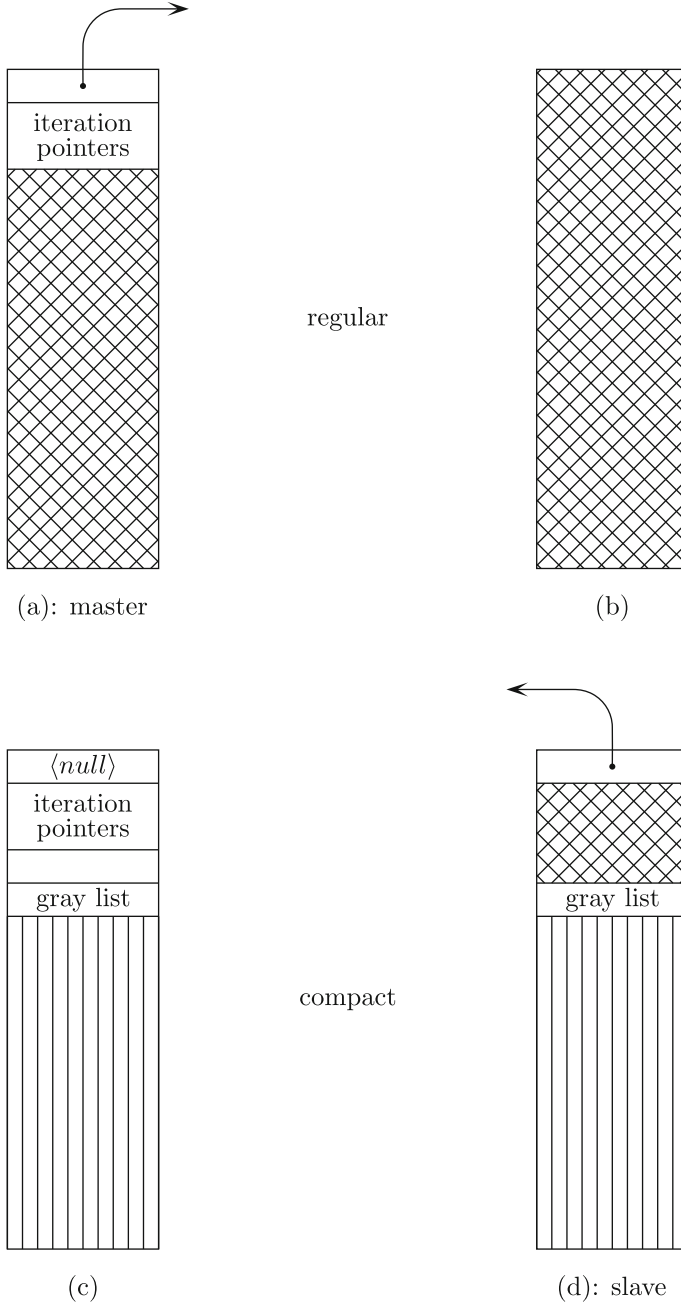 iteration
pointers
regular
(a): master
(b)
⟨null⟩
iteration
pointers
gray list
gray list
compact
(c)
(d): slave